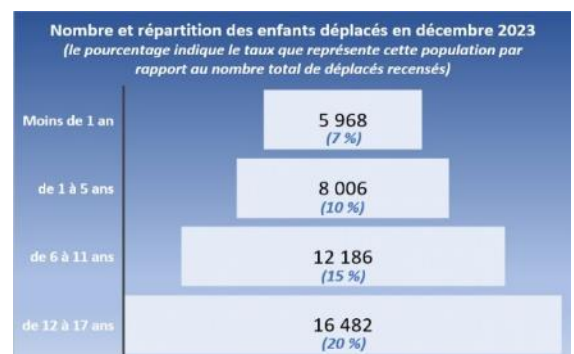 Nombre et répartition des enfants déplacés en décembre 2023
(le pourcentage indique le taux que représente cette population par
rapport au nombre total de déplacés recensés)
Moins de 1 an
5 968
(7 %)
de 1 à 5 ans
8 006
(10 %)
de 6 à 11 ans
12 186
(15 %)
de 12 à 17 ans
16 482
(20 %)